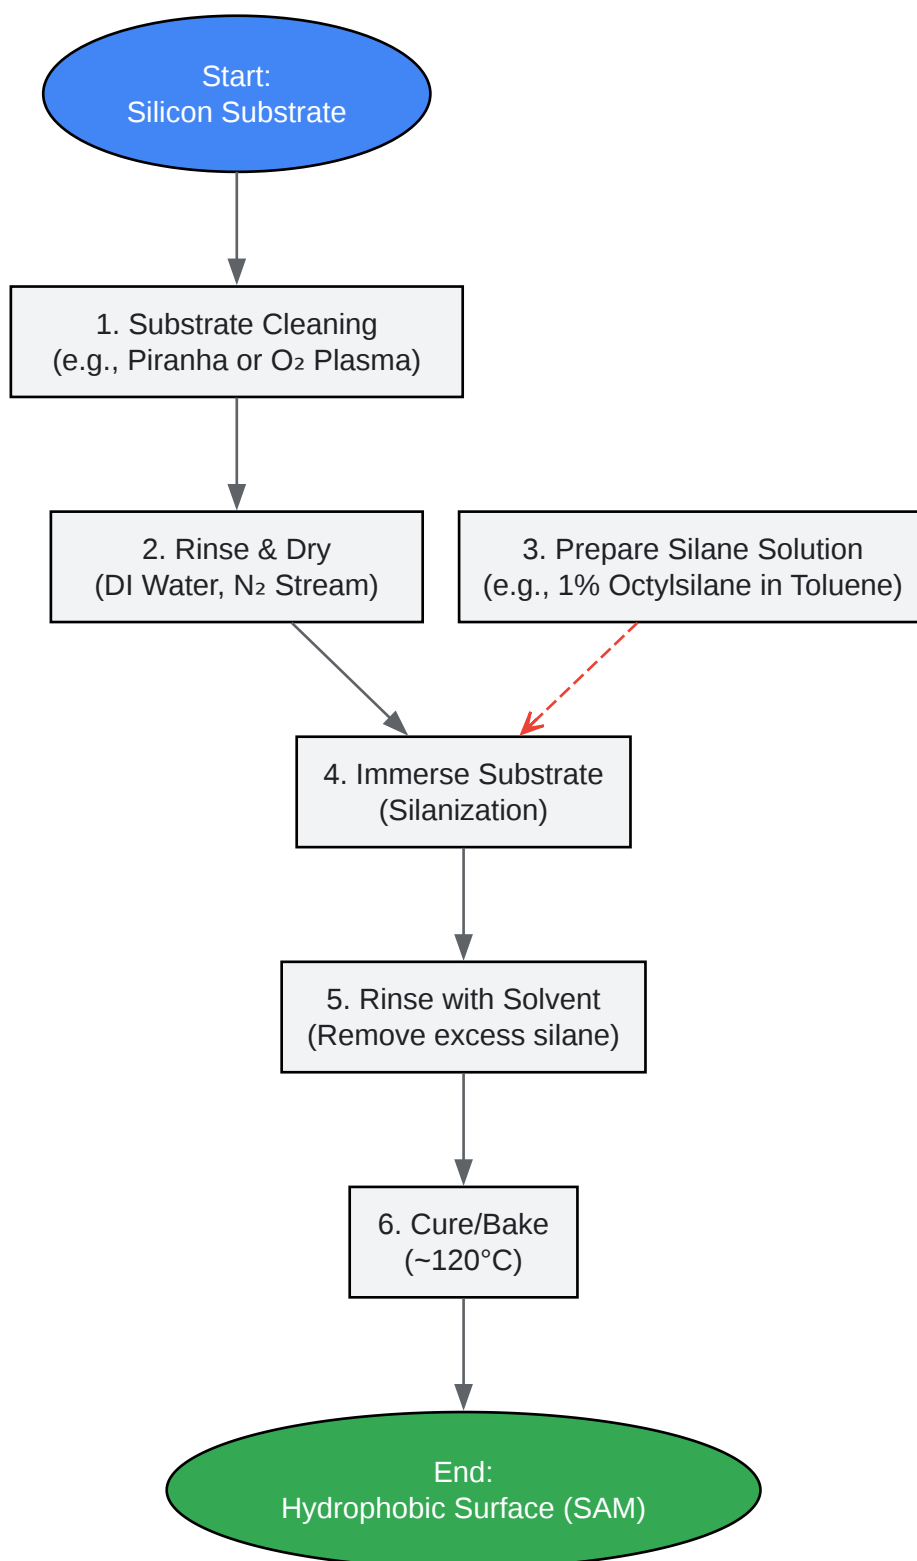 Start:
Silicon Substrate
1. Substrate Cleaning
(e.g., Piranha or O₂ Plasma)
2. Rinse & Dry
(DI Water, N₂ Stream)
3. Prepare Silane Solution
(e.g., 1% Octylsilane in Toluene)
4. Immerse Substrate
(Silanization)
5. Rinse with Solvent
(Remove excess silane)
6. Cure/Bake
(~120°C)
End:
Hydrophobic Surface (SAM)